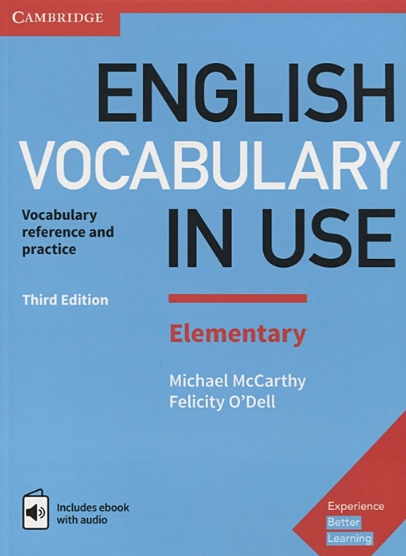 CAMBRIDGE
ENGLISH
VOCABULARY
IN USE
Vocabulary
reference and
practice
Third Edition
Elementary
Michael McCarthy
Felicity O'Dell
Includes ebook
with audio
Experience
Better
Learning